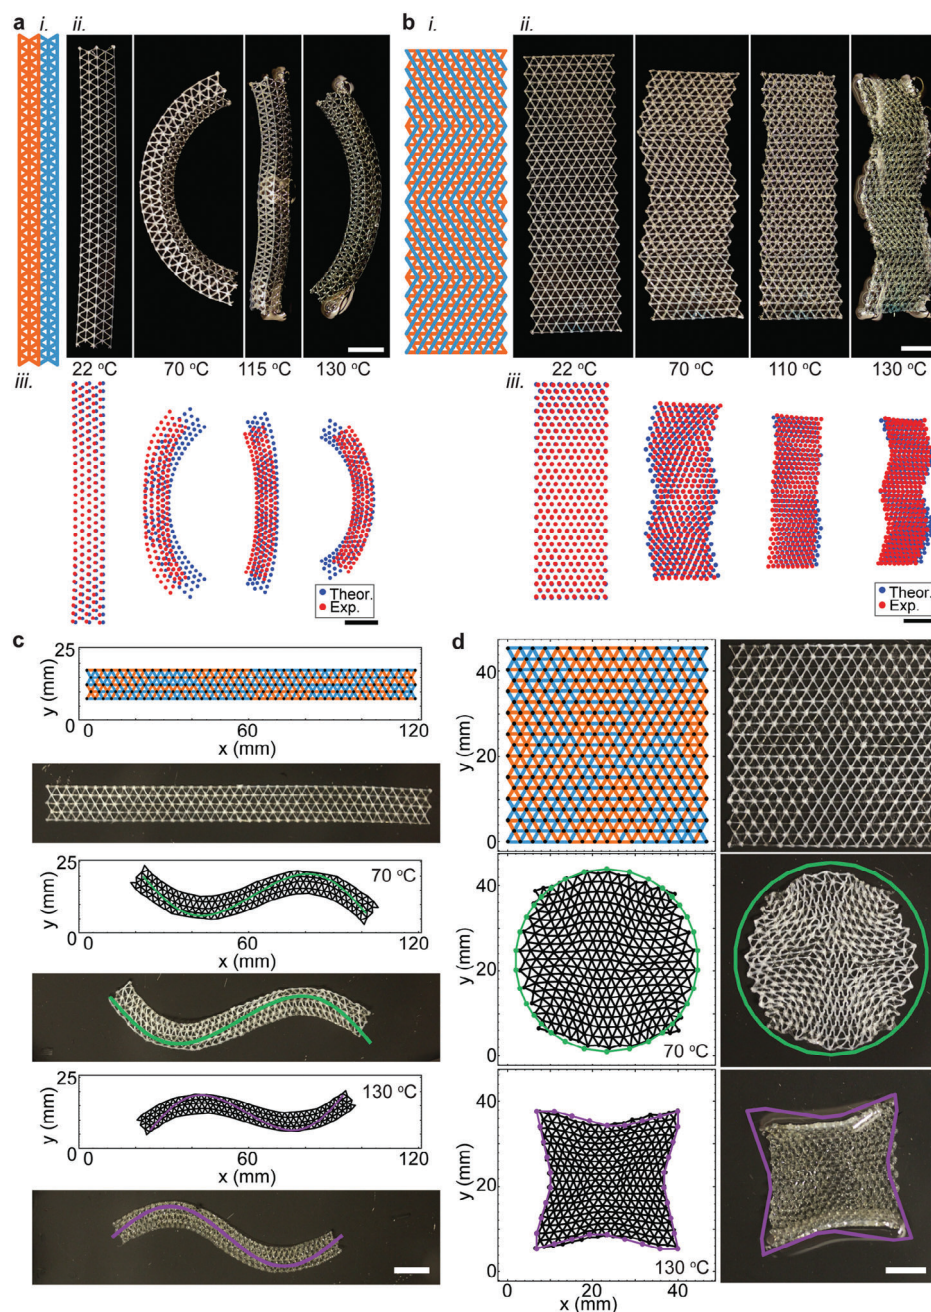 a i. ii.
22 °C 70 °C 115 °C 130 °C
iii.
Theor.
Exp.
b i. ii.
22 °C 70 °C 110 °C 130 °C
iii.
Theor.
Exp.
c
25
y (mm)
0
0 60 120
x (mm)
25
y (mm)
0
70 °C
0 60 120
x (mm)
25
y (mm)
0
130 °C
0 60 120
x (mm)
d
40
y (mm)
20
0
40
y (mm)
20
0
70 °C
40
y (mm)
20
0
130 °C
0 20 40
x (mm)